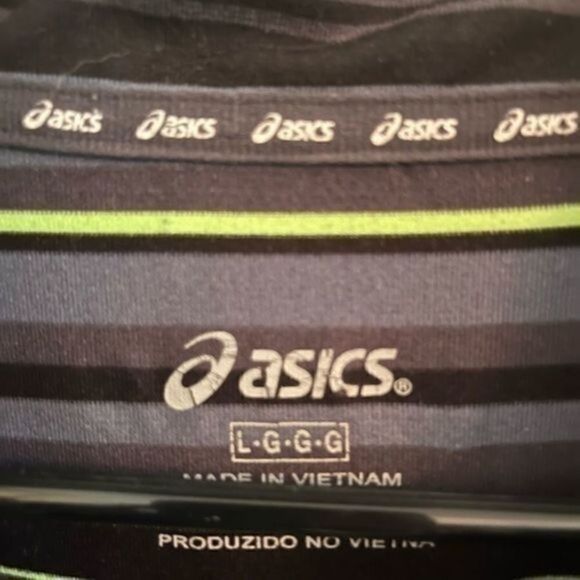 asics asics asics asics asics
asics®
L·G·G·G
MADE IN VIETNAM
PRODUZIDO NO VIETNA